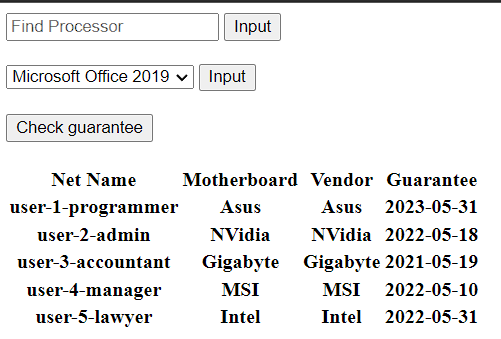 Find Processor Input
Microsoft Office 2019 Input
Check guarantee
Net Name Motherboard Vendor Guarantee
user-1-programmer Asus Asus 2023-05-31
user-2-admin NVidia NVidia 2022-05-18
user-3-accountant Gigabyte Gigabyte 2021-05-19
user-4-manager MSI MSI 2022-05-10
user-5-lawyer Intel Intel 2022-05-31